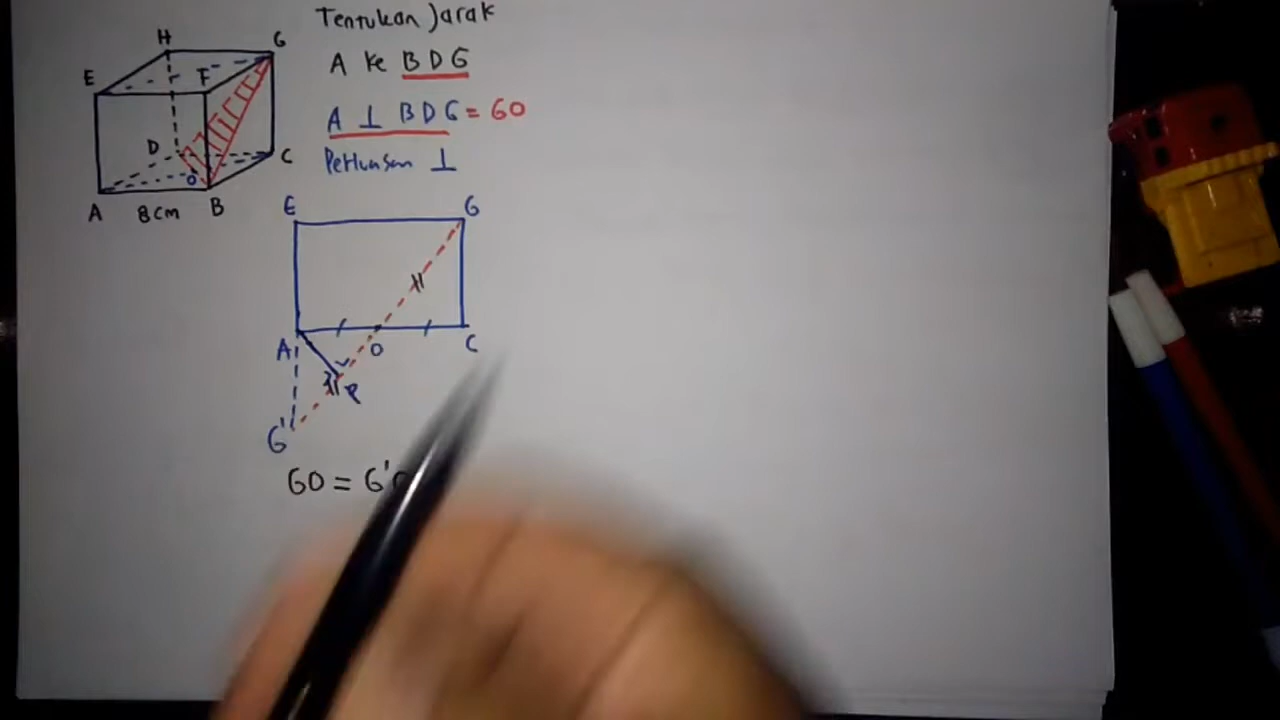 Tentukan Jarak
A ke BDG
A ⊥ BDG = GO
Perluasan ⊥
H
G
E
F
D
C
O
A
8cm
B
E
G
A
O
C
P
G'
GO = G'O